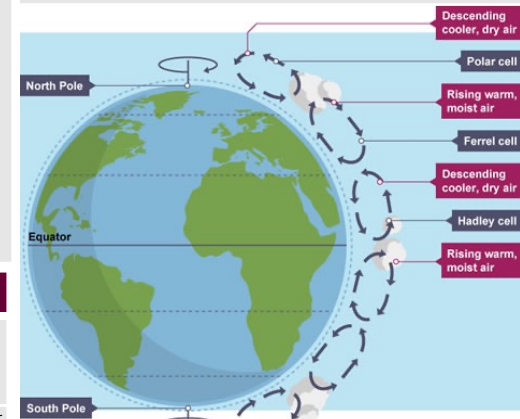 Descending
cooler, dry air
Polar cell
North Pole
Rising warm,
moist air
Ferrel cell
Descending
cooler, dry air
Hadley cell
Equator
Rising warm,
moist air
South Pole